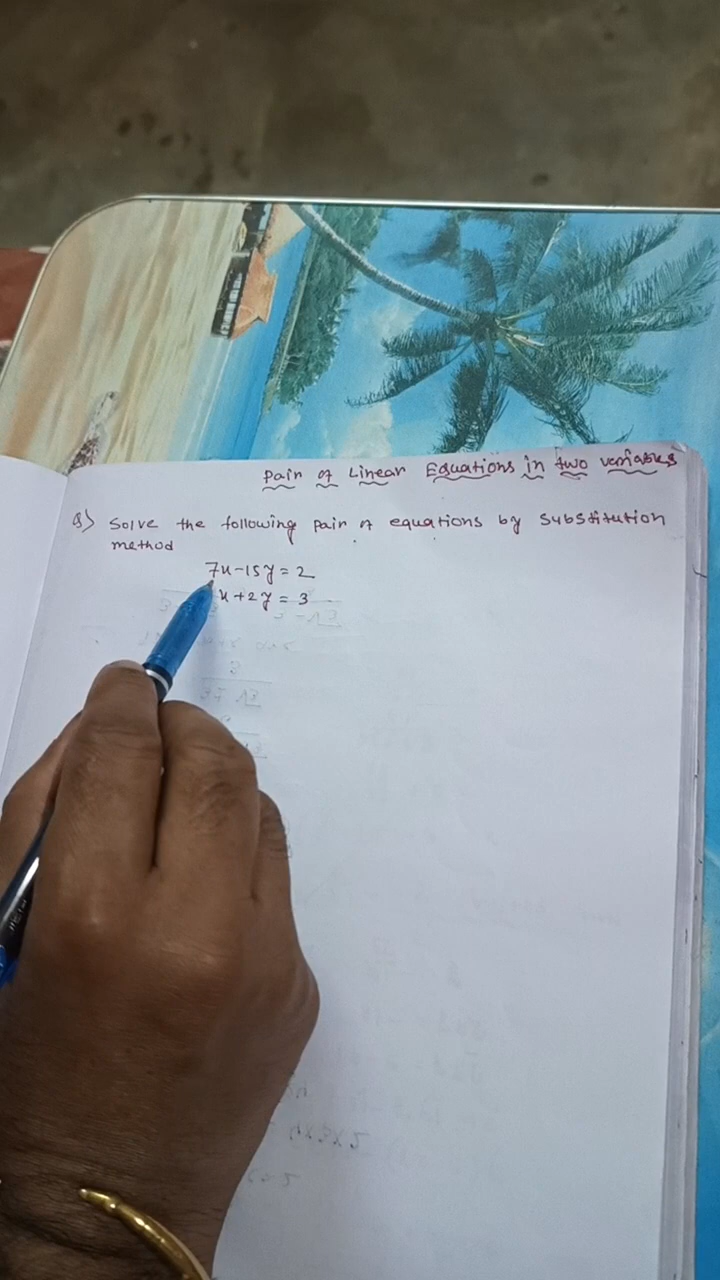 Pair of Linear Equations in two variables
Q) Solve the following pair of equations by substitution
method
7x-15y = 2
x+2y = 3